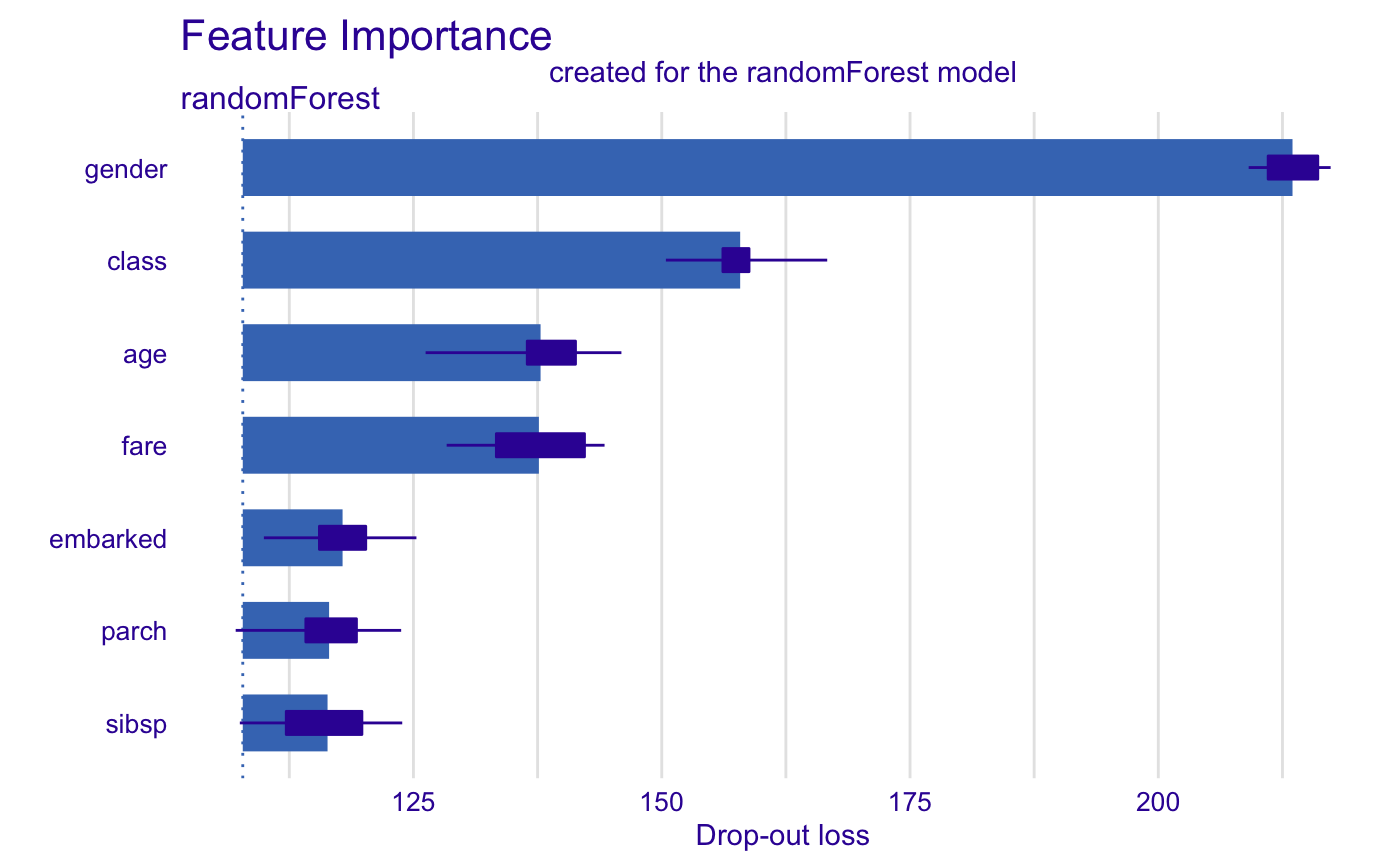 Feature Importance
created for the randomForest model
randomForest
gender
class
age
fare
embarked
parch
sibsp
125 150 175 200
Drop-out loss